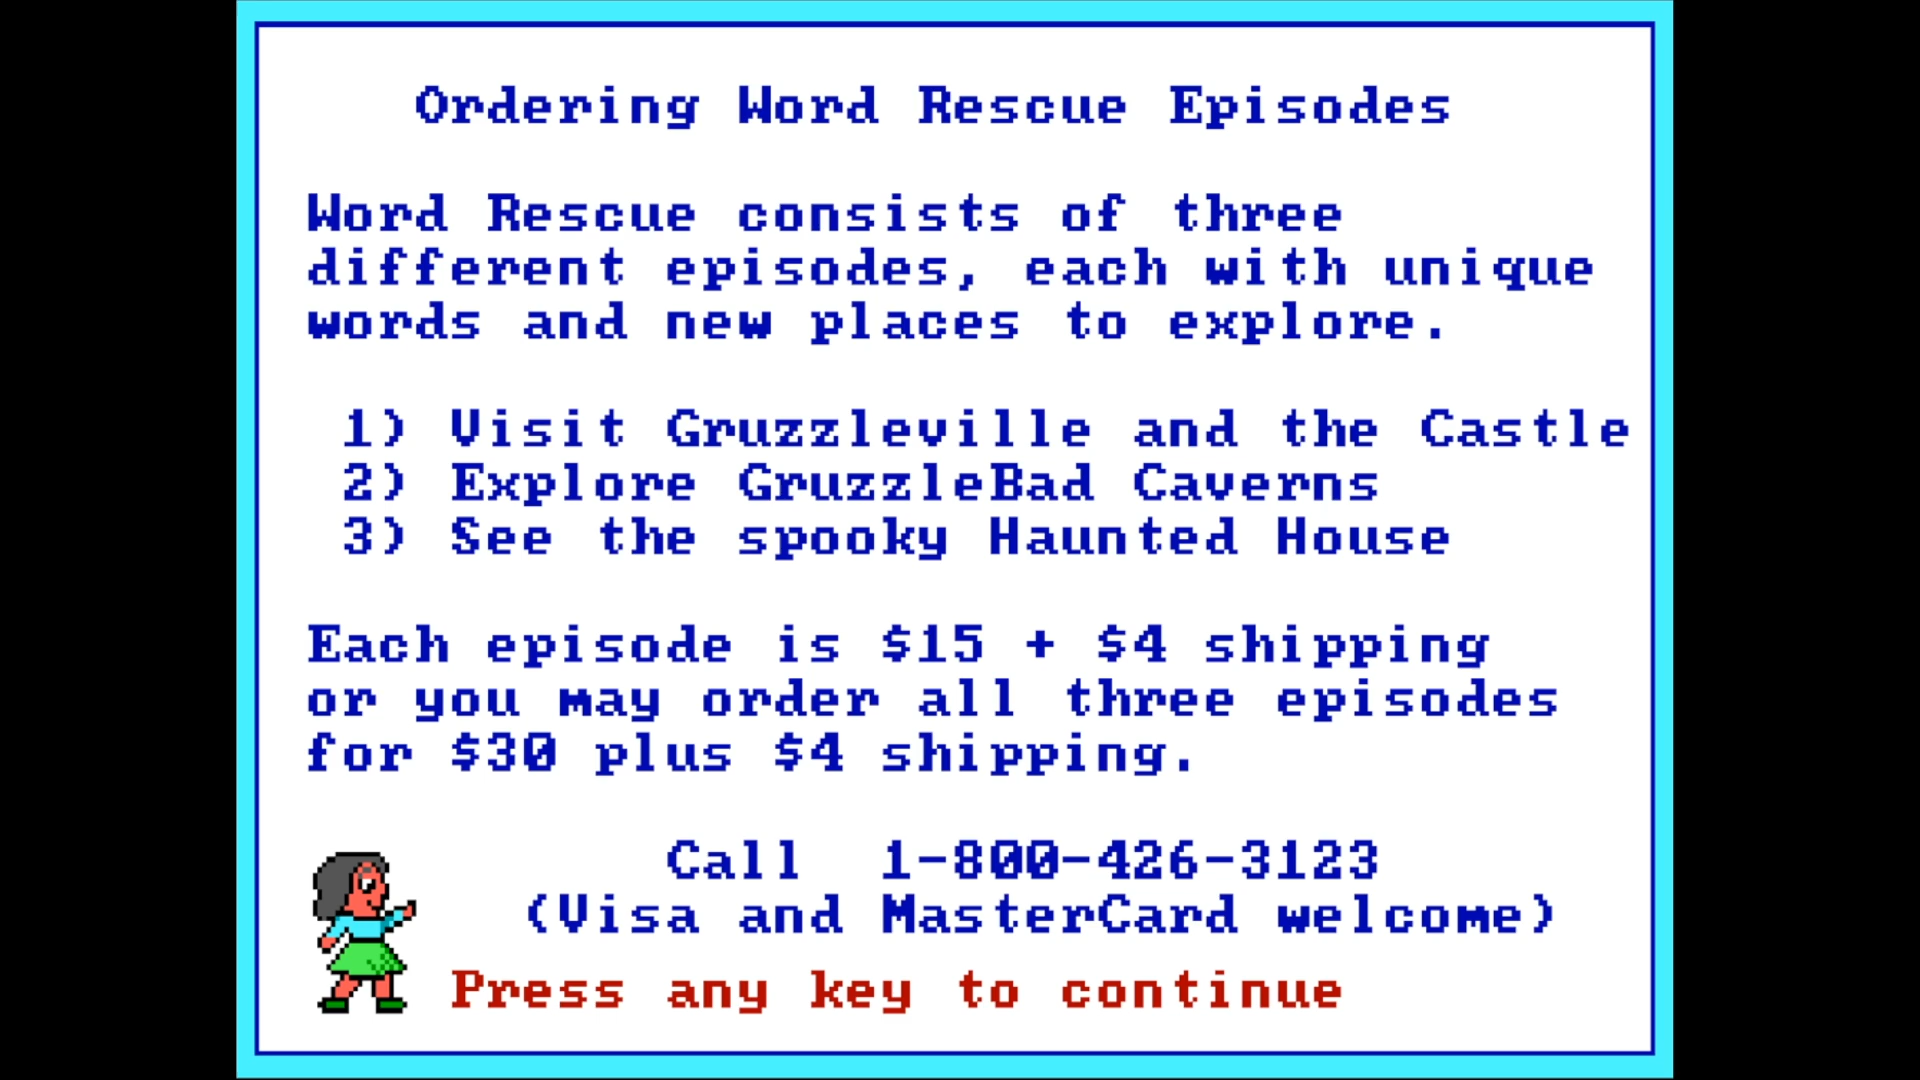 Ordering Word Rescue Episodes
Word Rescue consists of three
different episodes, each with unique
words and new places to explore.
1) Visit Gruzzleville and the Castle
2) Explore GruzzleBad Caverns
3) See the spooky Haunted House
Each episode is $15 + $4 shipping
or you may order all three episodes
for $30 plus $4 shipping.
Call 1-800-426-3123
(Visa and MasterCard welcome)
Press any key to continue